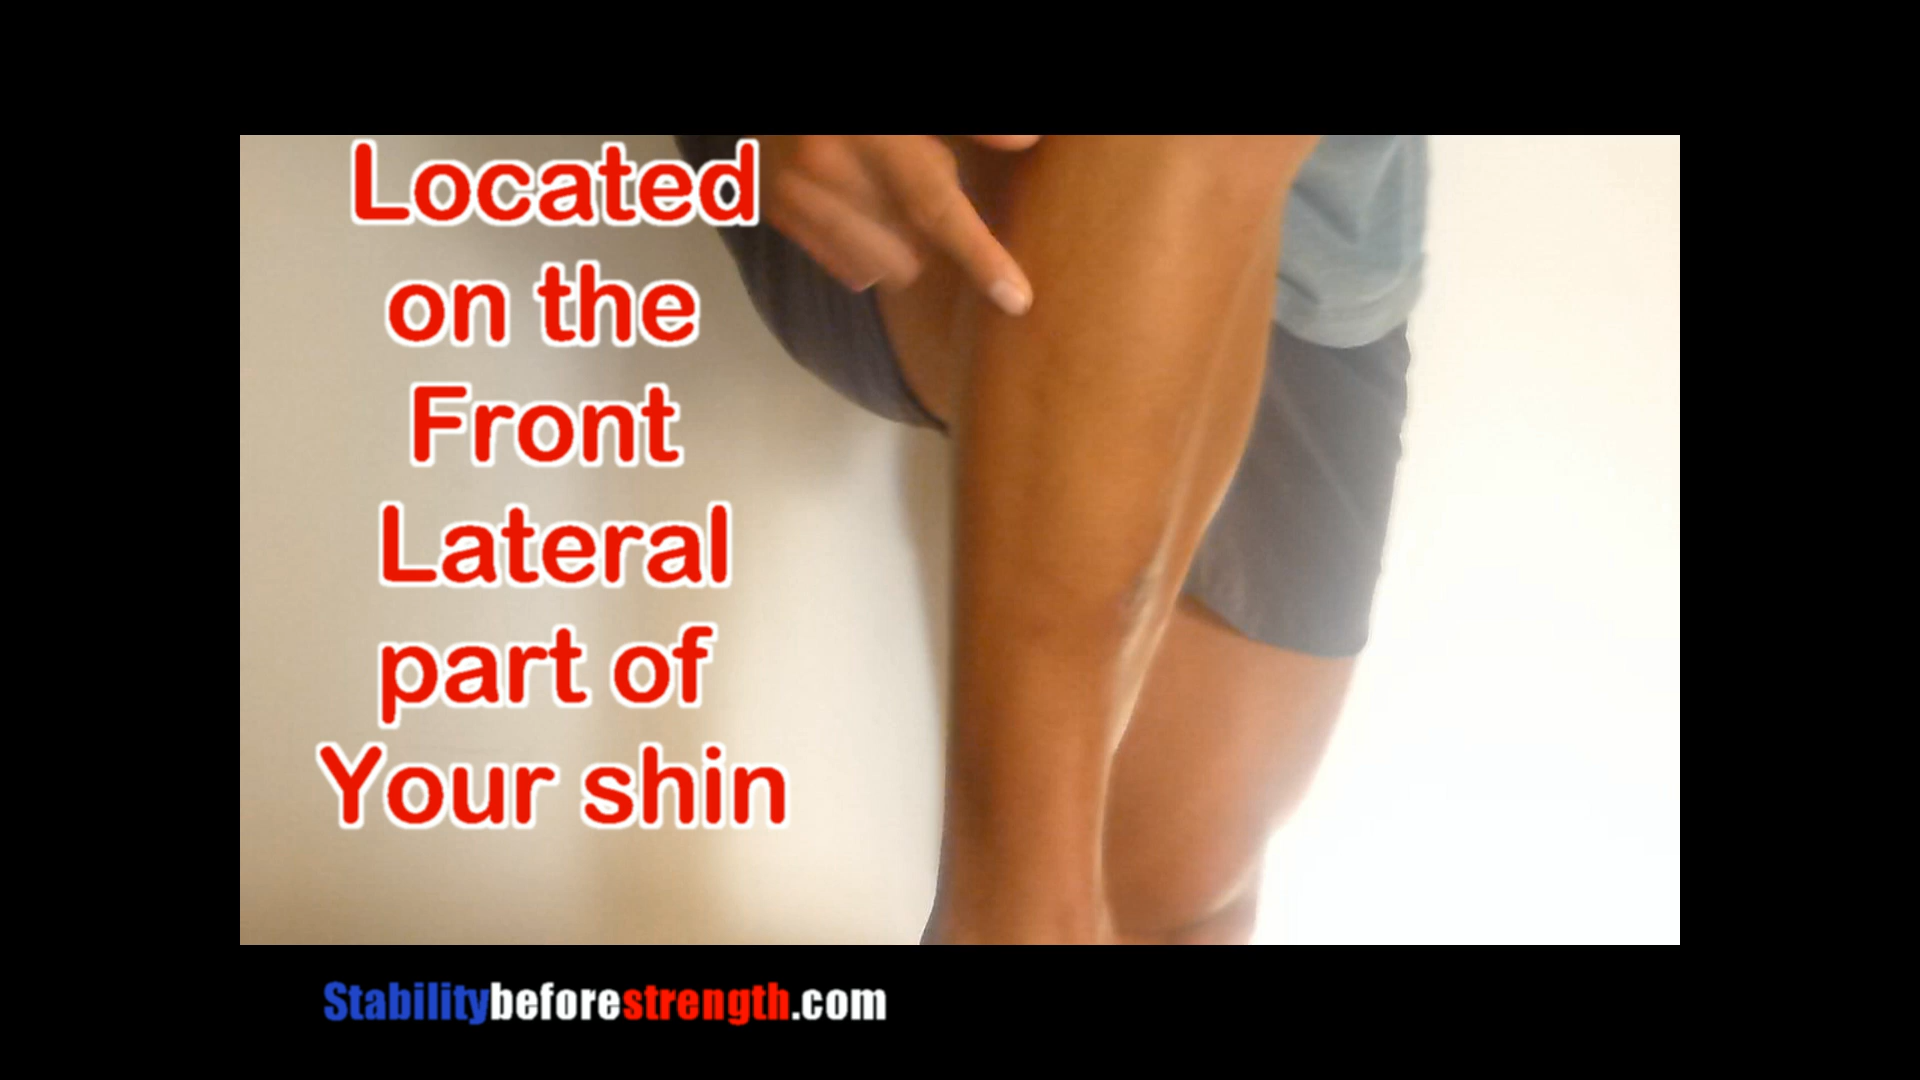 Located
on the
Front
Lateral
part of
Your shin
Stabilitybeforestrength.com